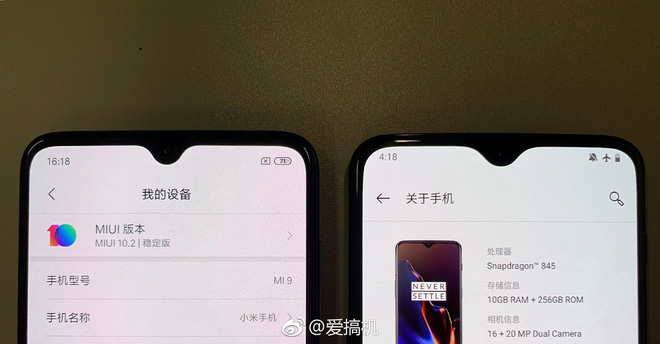 16:18
71
我的设备
10
MIUI 版本
MIUI 10.2 | 稳定版
手机型号
MI 9
手机名称
小米手机
4:18
关于手机
NEVER
SETTLE
处理器
Snapdragon™ 845
存储信息
10GB RAM + 256GB ROM
相机信息
16 + 20 MP Dual Camera
@爱搞机